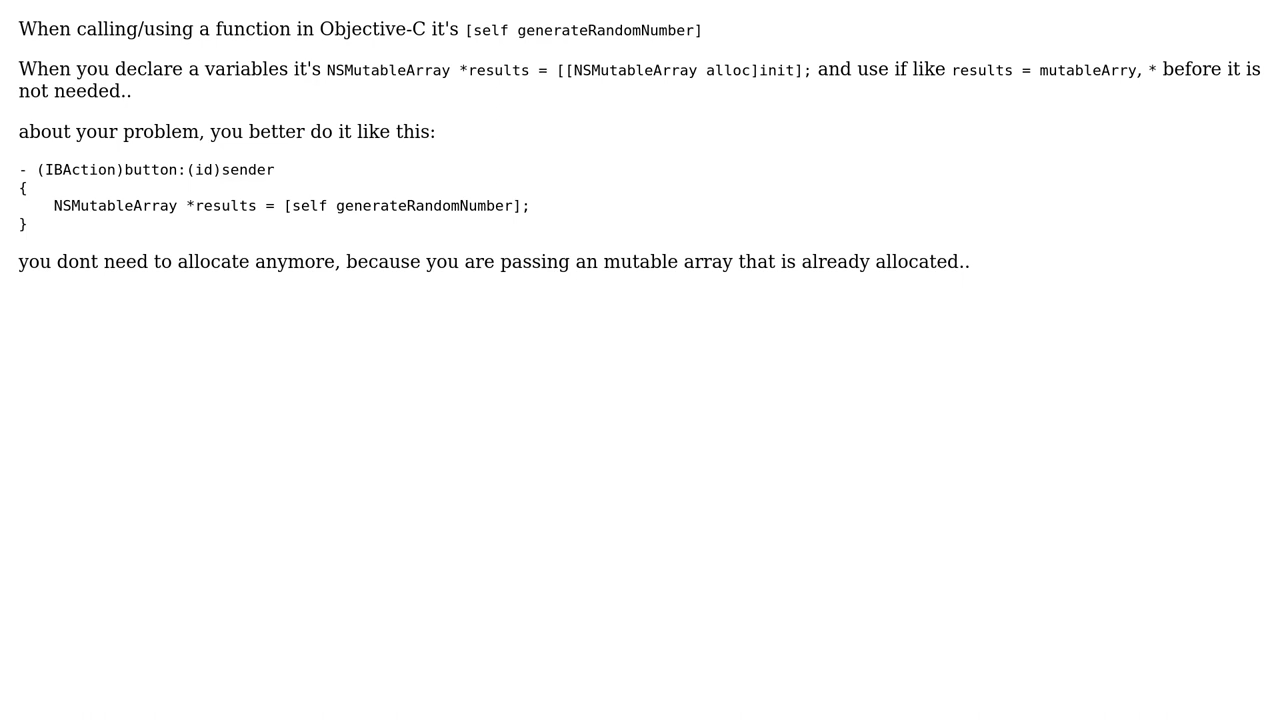 When calling/using a function in Objective-C it's [self generateRandomNumber]
When you declare a variables it's NSMutableArray *results = [[NSMutableArray alloc]init]; and use if like results = mutableArry, * before it is
not needed..
about your problem, you better do it like this:
- (IBAction)button:(id)sender
{
    NSMutableArray *results = [self generateRandomNumber];
}
you dont need to allocate anymore, because you are passing an mutable array that is already allocated..